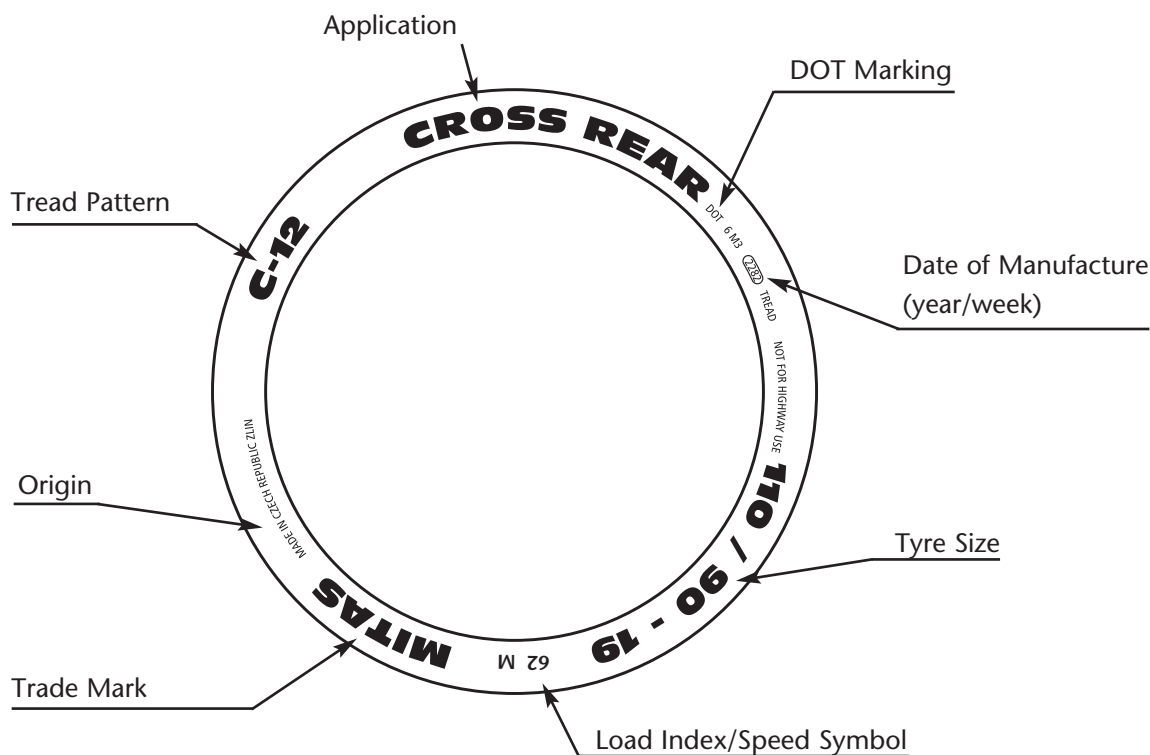 Application
DOT Marking
Tread Pattern
Date of Manufacture
(year/week)
Origin
Tyre Size
Trade Mark
Load Index/Speed Symbol
CROSS REAR
DOT 6 M3 2282 TREAD
NOT FOR HIGHWAY USE
110 / 90 - 19
62 M
MITAS
MADE IN CZECH REPUBLIC ZLIN
C-12